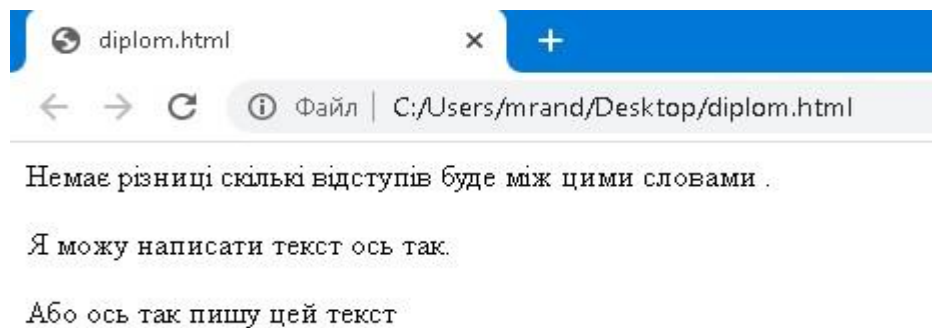 diplom.html
Файл | C:/Users/mrand/Desktop/diplom.html
Немає різниці скількі відступів буде між цими словами .
Я можу написати текст ось так.
Або ось так пишу цей текст